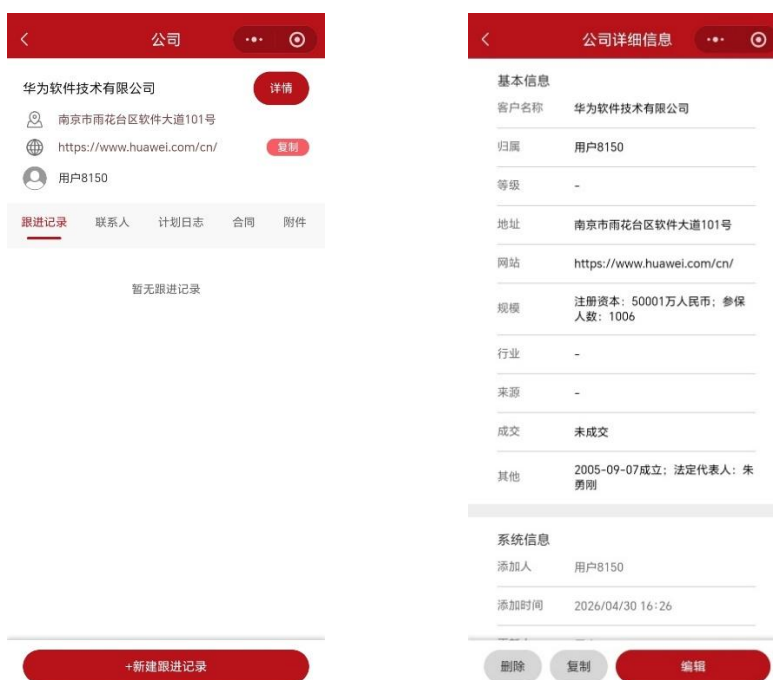 公司
华为软件技术有限公司
详情
南京市雨花台区软件大道101号
https://www.huawei.com/cn/
复制
用户8150
跟进记录 联系人 计划日志 合同 附件
暂无跟进记录
+新建跟进记录
公司详细信息
基本信息
客户名称 华为软件技术有限公司
归属 用户8150
等级 -
地址 南京市雨花台区软件大道101号
网站 https://www.huawei.com/cn/
规模 注册资本：50001万人民币；参保
人数：1006
行业 -
来源 -
成交 未成交
其他 2005-09-07成立；法定代表人：朱
勇刚
系统信息
添加人 用户8150
添加时间 2026/04/30 16:26
删除 复制 编辑